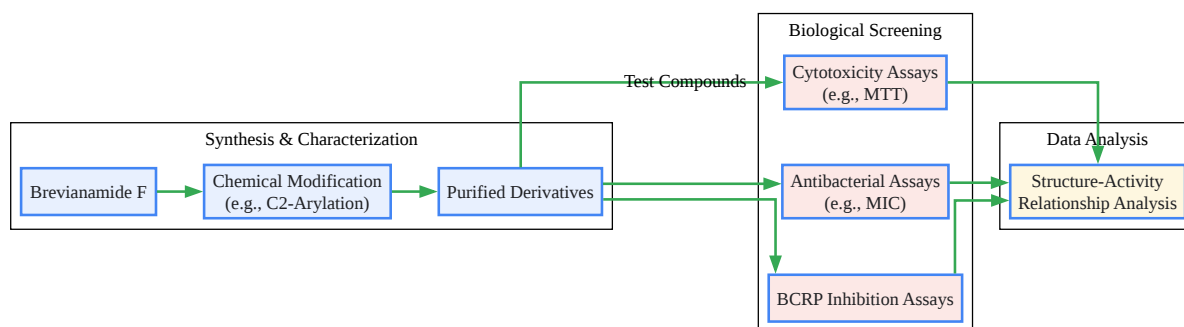 Biological Screening
Test Compounds
Cytotoxicity Assays
(e.g., MTT)
Synthesis & Characterization
Brevianamide F
Chemical Modification
(e.g., C2-Arylation)
Purified Derivatives
Antibacterial Assays
(e.g., MIC)
BCRP Inhibition Assays
Data Analysis
Structure-Activity
Relationship Analysis